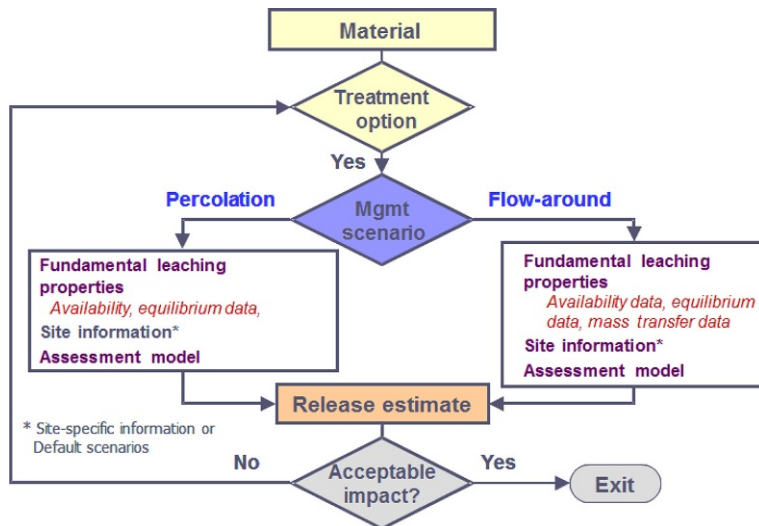 Material
Treatment
option
Yes
Percolation
Mgmt
scenario
Flow-around
Fundamental leaching
properties
Availability, equilibrium data,
Site information*
Assessment model
Fundamental leaching
properties
Availability data, equilibrium
data, mass transfer data
Site information*
Assessment model
Release estimate
* Site-specific information or
Default scenarios
No
Acceptable
impact?
Yes
Exit